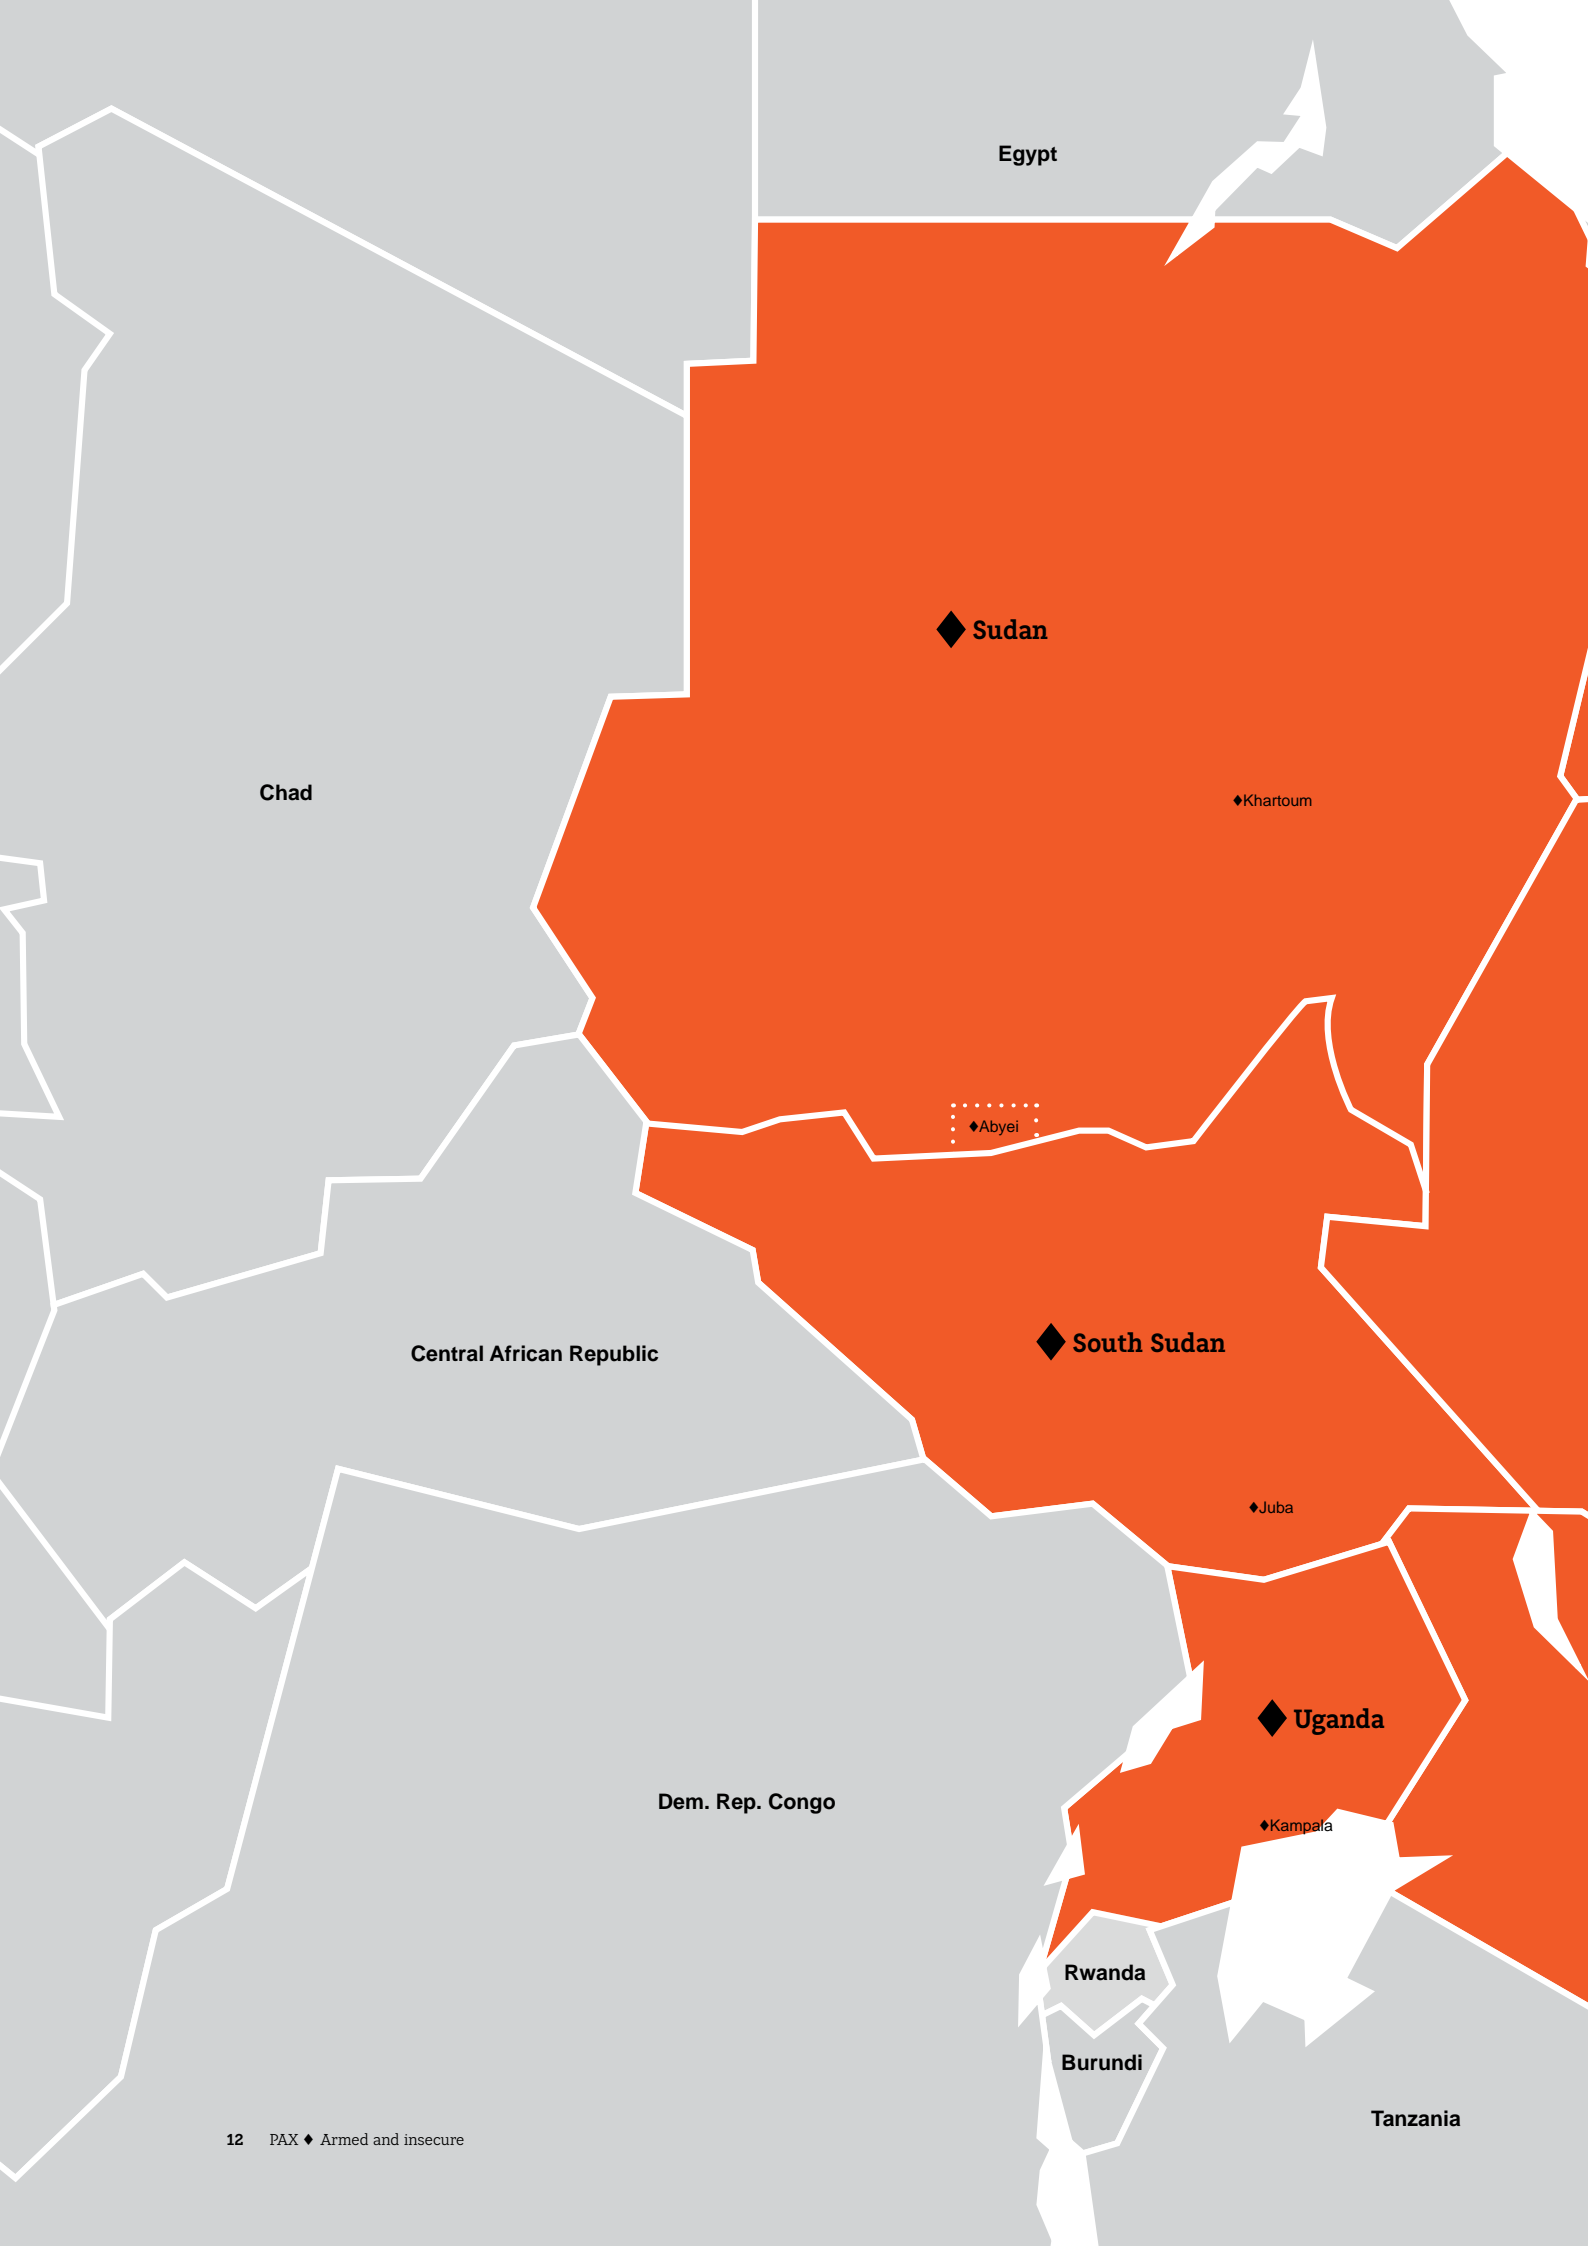 Egypt
♦ Sudan
Chad
♦Khartoum
♦Abyei
♦ South Sudan
Central African Republic
♦Juba
♦ Uganda
Dem. Rep. Congo
♦Kampala
Rwanda
Burundi
Tanzania
12 PAX ♦ Armed and insecure